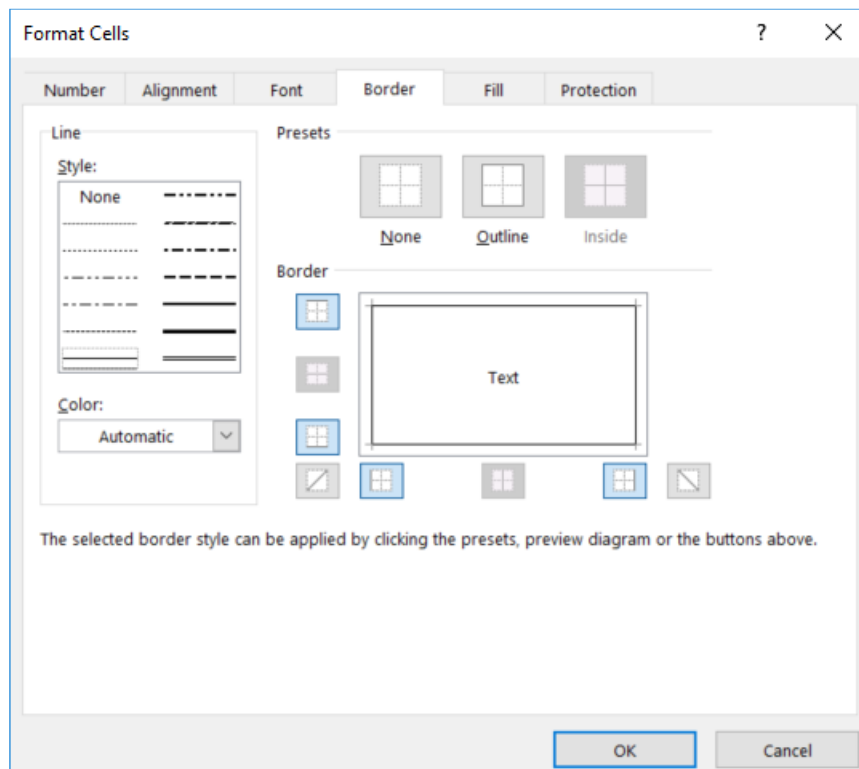 Format Cells ?
Number Alignment Font Border Fill Protection
Line Presets
Style:
None
None Outline Inside
Border
Text
Color:
Automatic
The selected border style can be applied by clicking the presets, preview diagram or the buttons above.
OK Cancel